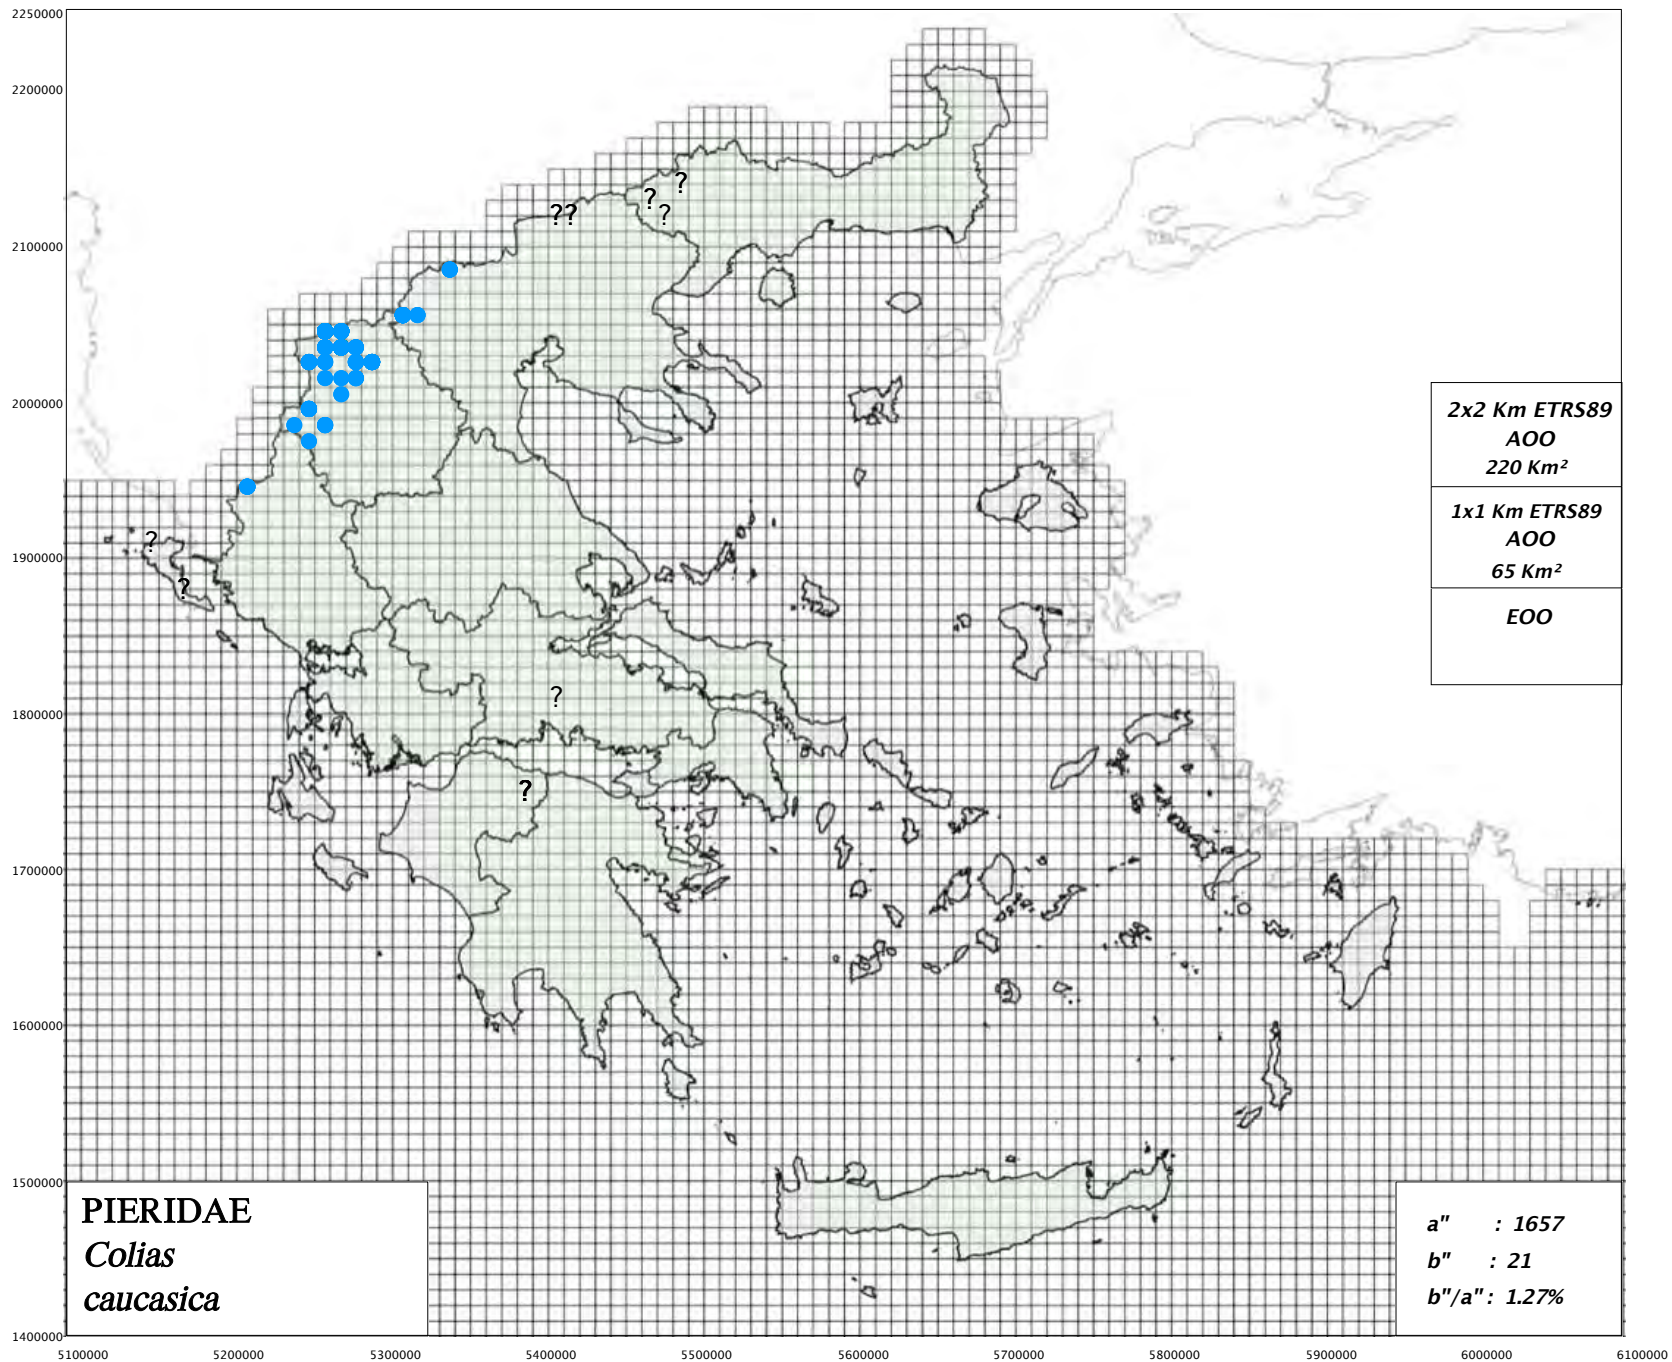 2250000
2200000
2100000
2000000
1900000
1800000
1700000
1600000
1500000
1400000
?
?
??
?
?
?
?
?
2x2 Km ETRS89
AOO
220 Km²
1x1 Km ETRS89
AOO
65 Km²
EOO
PIERIDAE
Colias
caucasica
a" : 1657
b" : 21
b"/a" : 1.27%
5100000 5200000 5300000 5400000 5500000 5600000 5700000 5800000 5900000 6000000 6100000